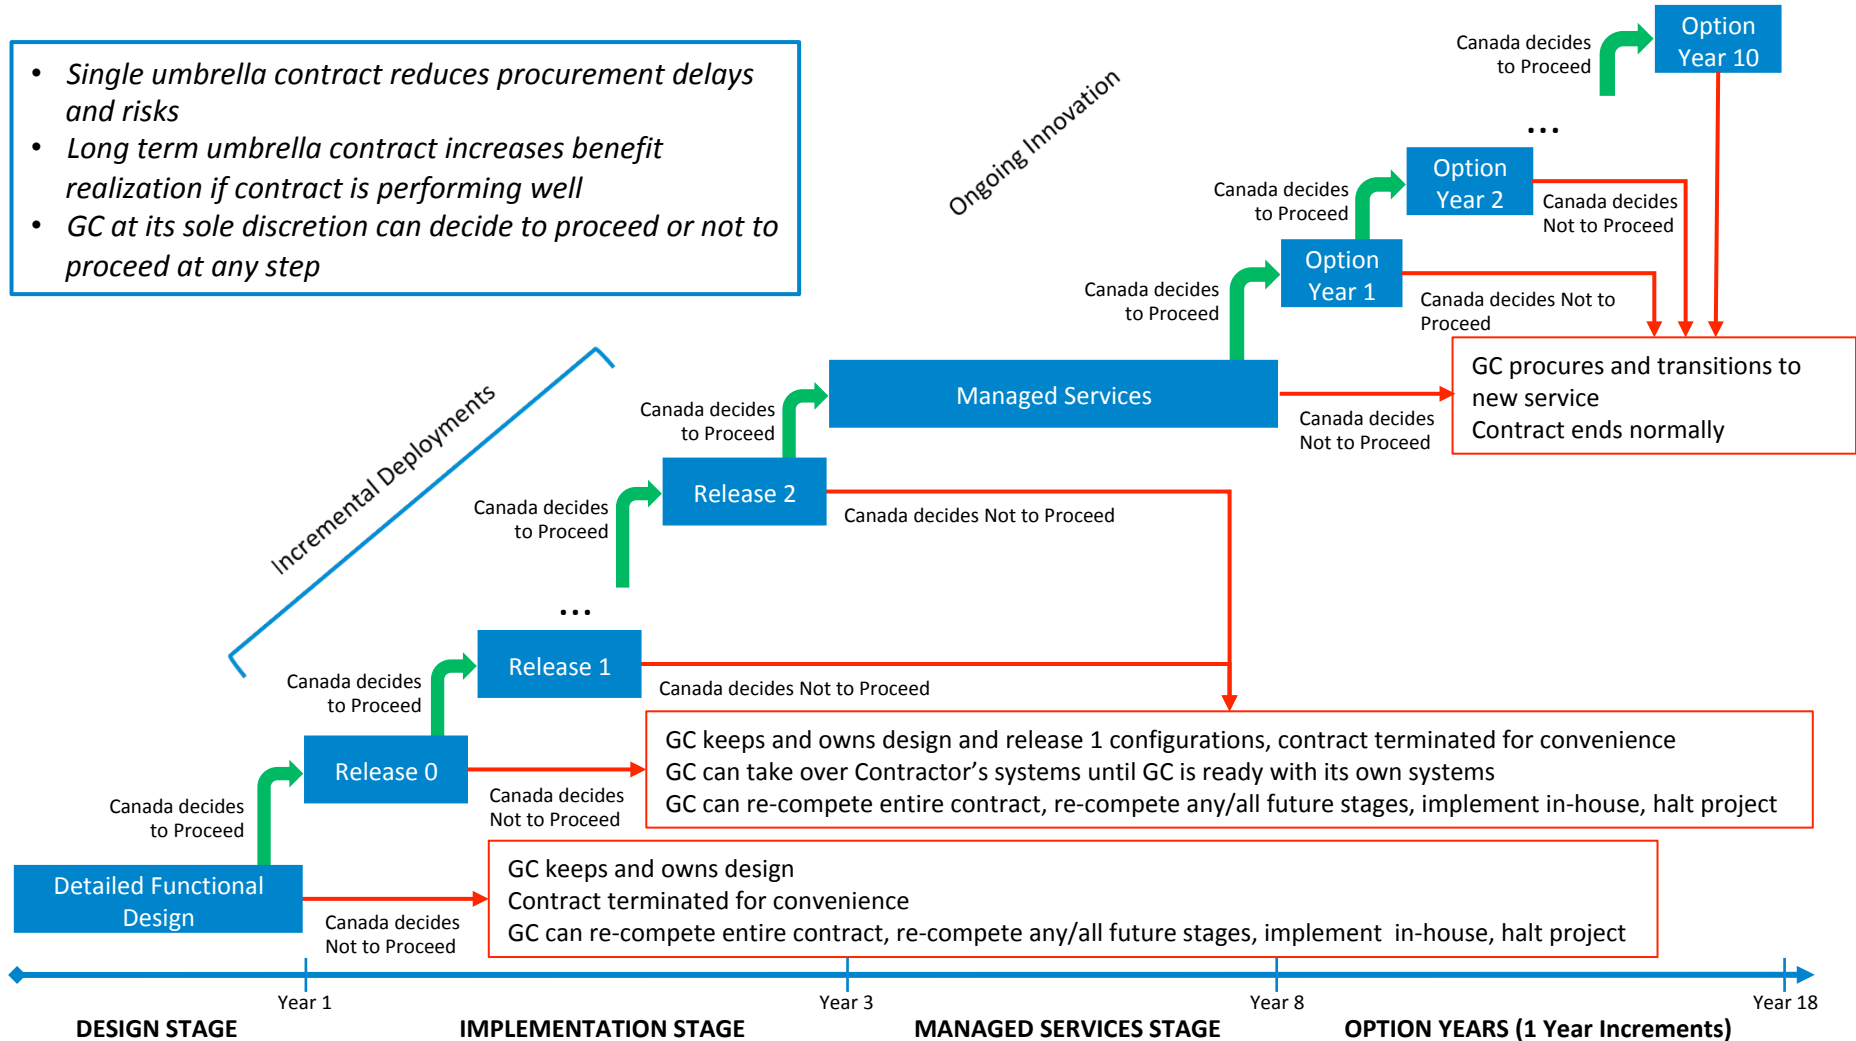 • Single umbrella contract reduces procurement delays
and risks
• Long term umbrella contract increases benefit
realization if contract is performing well
• GC at its sole discretion can decide to proceed or not to
proceed at any step
Ongoing Innovation
Incremental Deployments
Canada decides
to Proceed
Option
Year 10
...
Canada decides
to Proceed
Option
Year 2
Canada decides
Not to Proceed
Canada decides
to Proceed
Option
Year 1
Canada decides Not to
Proceed
Canada decides
to Proceed
Managed Services
Canada decides
Not to Proceed
GC procures and transitions to
new service
Contract ends normally
Canada decides
to Proceed
Release 2
Canada decides Not to Proceed
...
Canada decides
to Proceed
Release 1
Canada decides Not to Proceed
Canada decides
to Proceed
Release 0
Canada decides
Not to Proceed
GC keeps and owns design and release 1 configurations, contract terminated for convenience
GC can take over Contractor’s systems until GC is ready with its own systems
GC can re-compete entire contract, re-compete any/all future stages, implement in-house, halt project
Detailed Functional
Design
Canada decides
Not to Proceed
GC keeps and owns design
Contract terminated for convenience
GC can re-compete entire contract, re-compete any/all future stages, implement  in-house, halt project
Year 1
Year 3
Year 8
Year 18
DESIGN STAGE
IMPLEMENTATION STAGE
MANAGED SERVICES STAGE
OPTION YEARS (1 Year Increments)